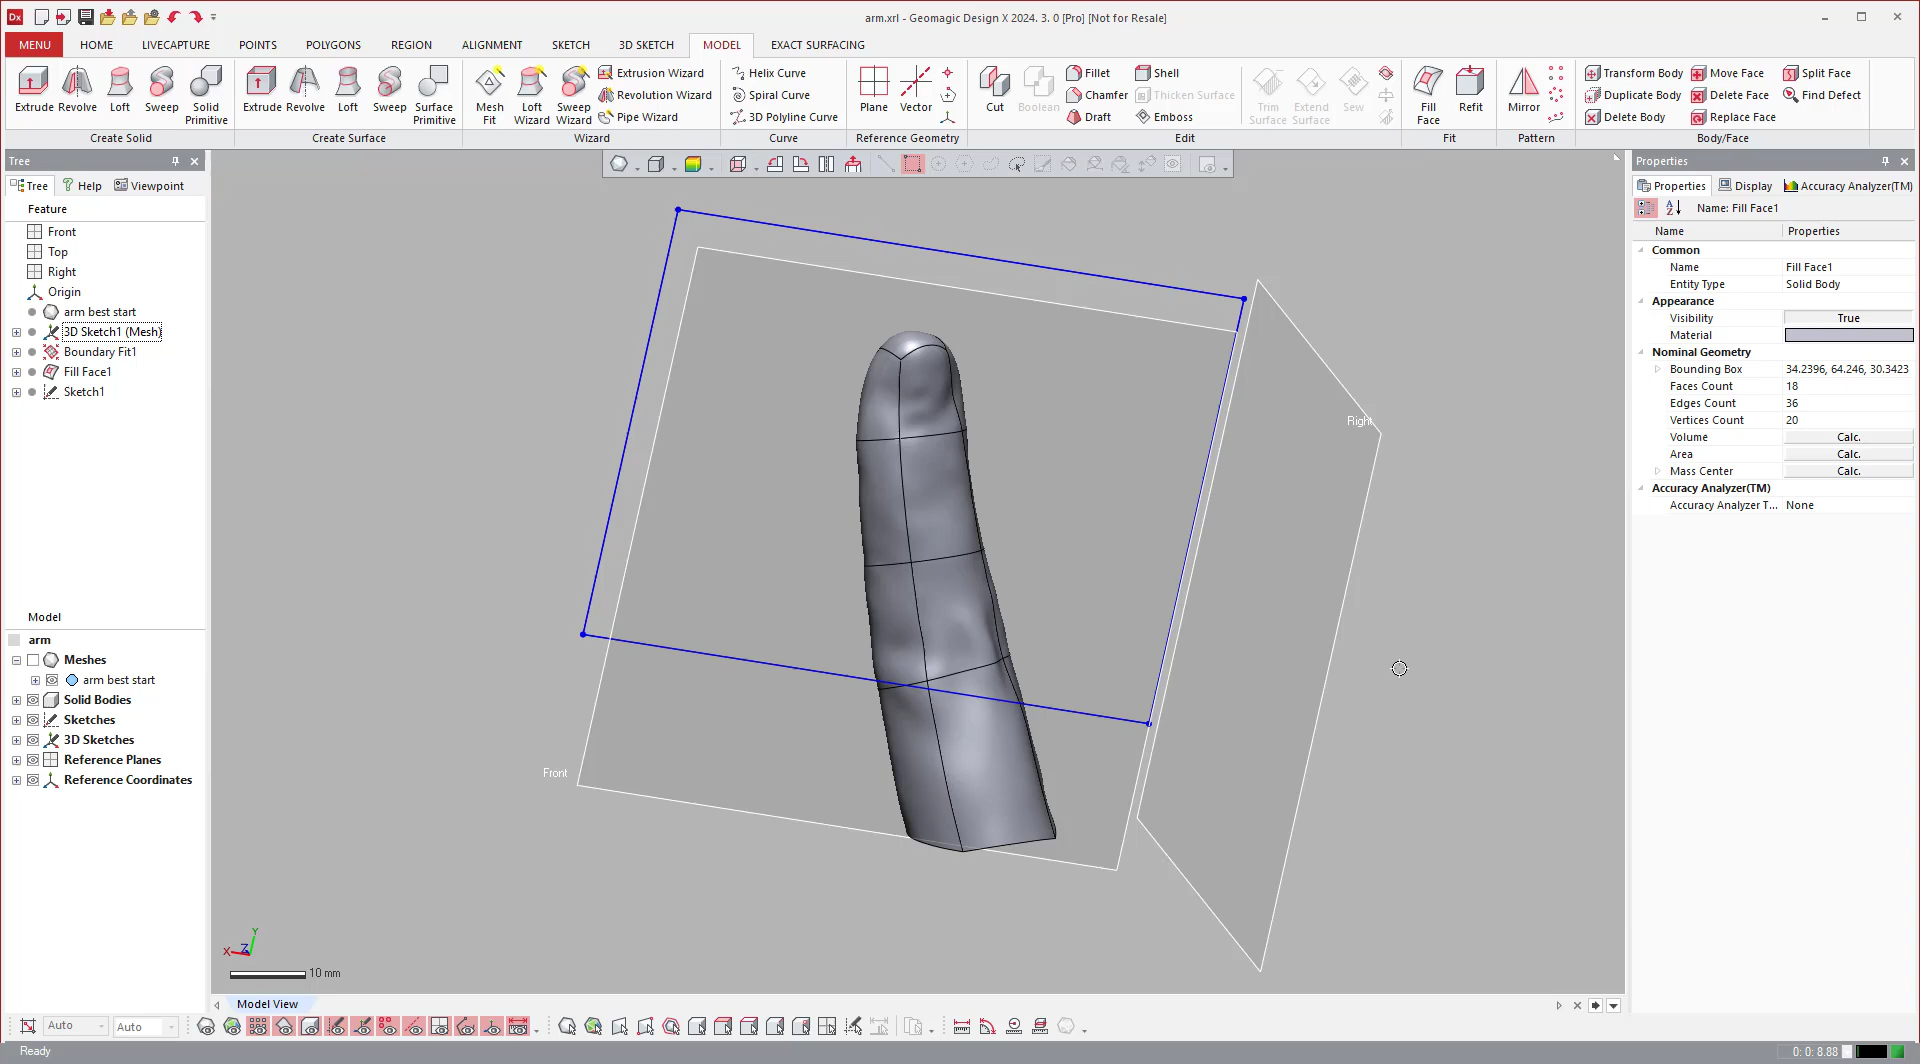 Dx
arm.xrl - Geomagic Design X 2024. 3. 0 [Pro] [Not for Resale]
MENU HOME LIVECAPTURE POINTS POLYGONS REGION ALIGNMENT SKETCH 3D SKETCH MODEL EXACT SURFACING
Extrude Revolve Loft Sweep Solid Primitive
Create Solid
Extrude Revolve Loft Sweep Surface Primitive
Create Surface
Mesh Fit Loft Wizard Sweep Wizard
Extrusion Wizard
Revolution Wizard
Pipe Wizard
Wizard
Helix Curve
Spiral Curve
3D Polyline Curve
Curve
Plane Vector
Reference Geometry
Cut Boolean
Fillet
Chamfer
Draft
Shell
Thicken Surface
Emboss
Trim Surface Extend Surface Sew
Edit
Fill Face Refit
Fit
Mirror
Pattern
Transform Body Move Face Split Face
Duplicate Body Delete Face Find Defect
Delete Body Replace Face
Body/Face
Tree
Tree Help Viewpoint
Feature
Front
Top
Right
Origin
arm best start
3D Sketch1 (Mesh)
Boundary Fit1
Fill Face1
Sketch1
Model
arm
Meshes
arm best start
Solid Bodies
Sketches
3D Sketches
Reference Planes
Reference Coordinates
Right
Front
Y
X Z
10 mm
Model View
Properties
Properties Display Accuracy Analyzer(TM)
Name: Fill Face1
Name Properties
Common
Name Fill Face1
Entity Type Solid Body
Appearance
Visibility True
Material
Nominal Geometry
Bounding Box 34.2396, 64.246, 30.3423
Faces Count 18
Edges Count 36
Vertices Count 20
Volume Calc.
Area Calc.
Mass Center Calc.
Accuracy Analyzer(TM)
Accuracy Analyzer T... None
Auto Auto
Ready
0: 0: 8.88